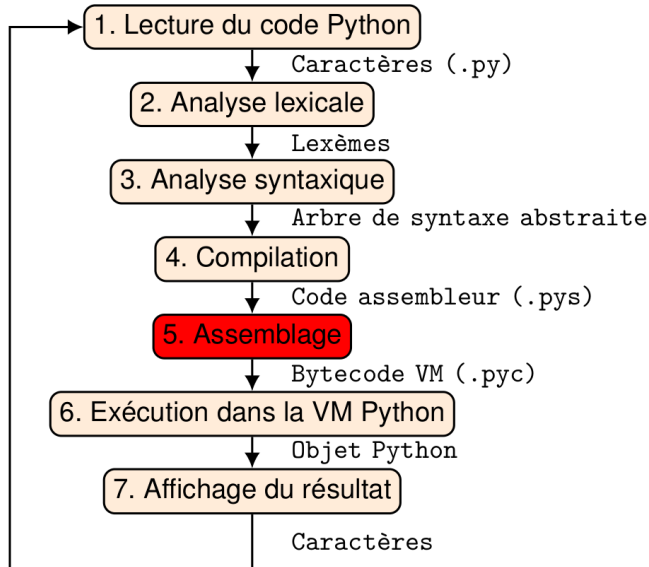 1. Lecture du code Python
Caractères (.py)
2. Analyse lexicale
Lexèmes
3. Analyse syntaxique
Arbre de syntaxe abstraite
4. Compilation
Code assembleur (.pys)
5. Assemblage
Bytecode VM (.pyc)
6. Exécution dans la VM Python
Objet Python
7. Affichage du résultat
Caractères